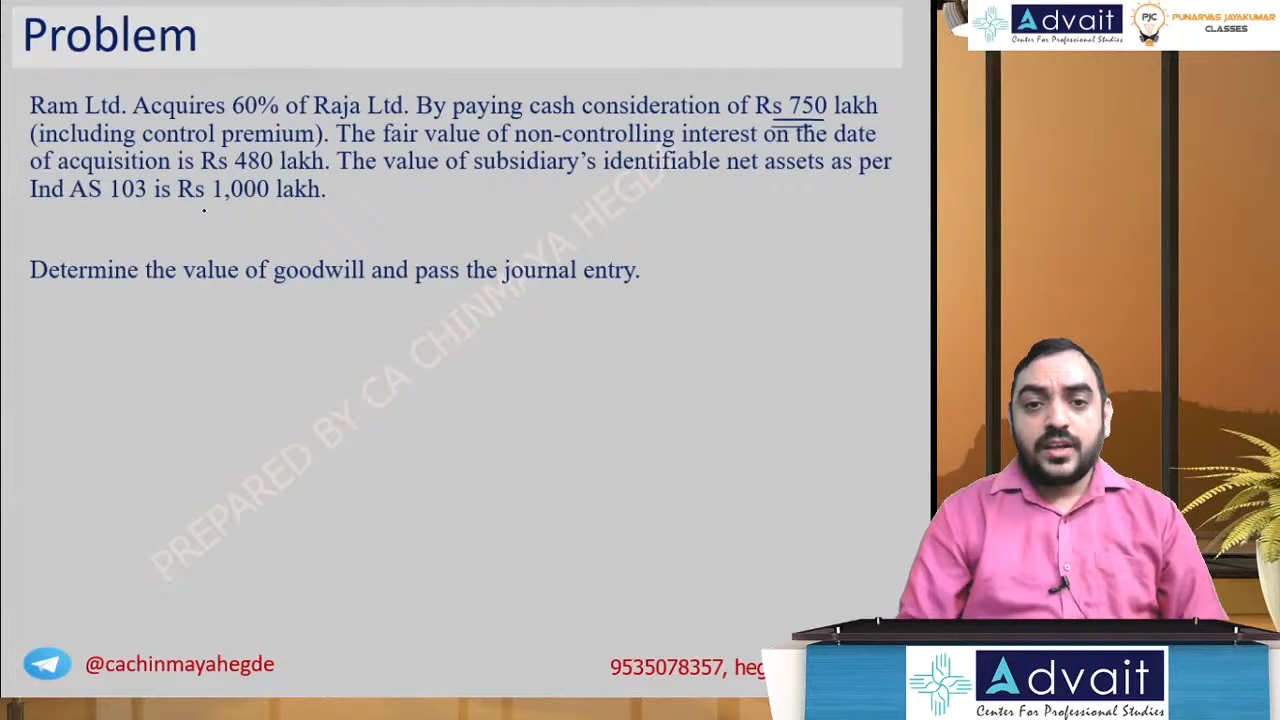 Problem
Ram Ltd. Acquires 60% of Raja Ltd. By paying cash consideration of Rs 750 lakh
(including control premium). The fair value of non-controlling interest on the date
of acquisition is Rs 480 lakh. The value of subsidiary's identifiable net assets as per
Ind AS 103 is Rs 1,000 lakh.
Determine the value of goodwill and pass the journal entry.
PREPARED BY CA CHINMAYA HEGD
@cachinmayahegde
9535078357, heg
Advait
Center For Professional Studies
PJC
PUNARVAS JAYAKUMAR
CLASSES
Advait
Center For Professional Studies